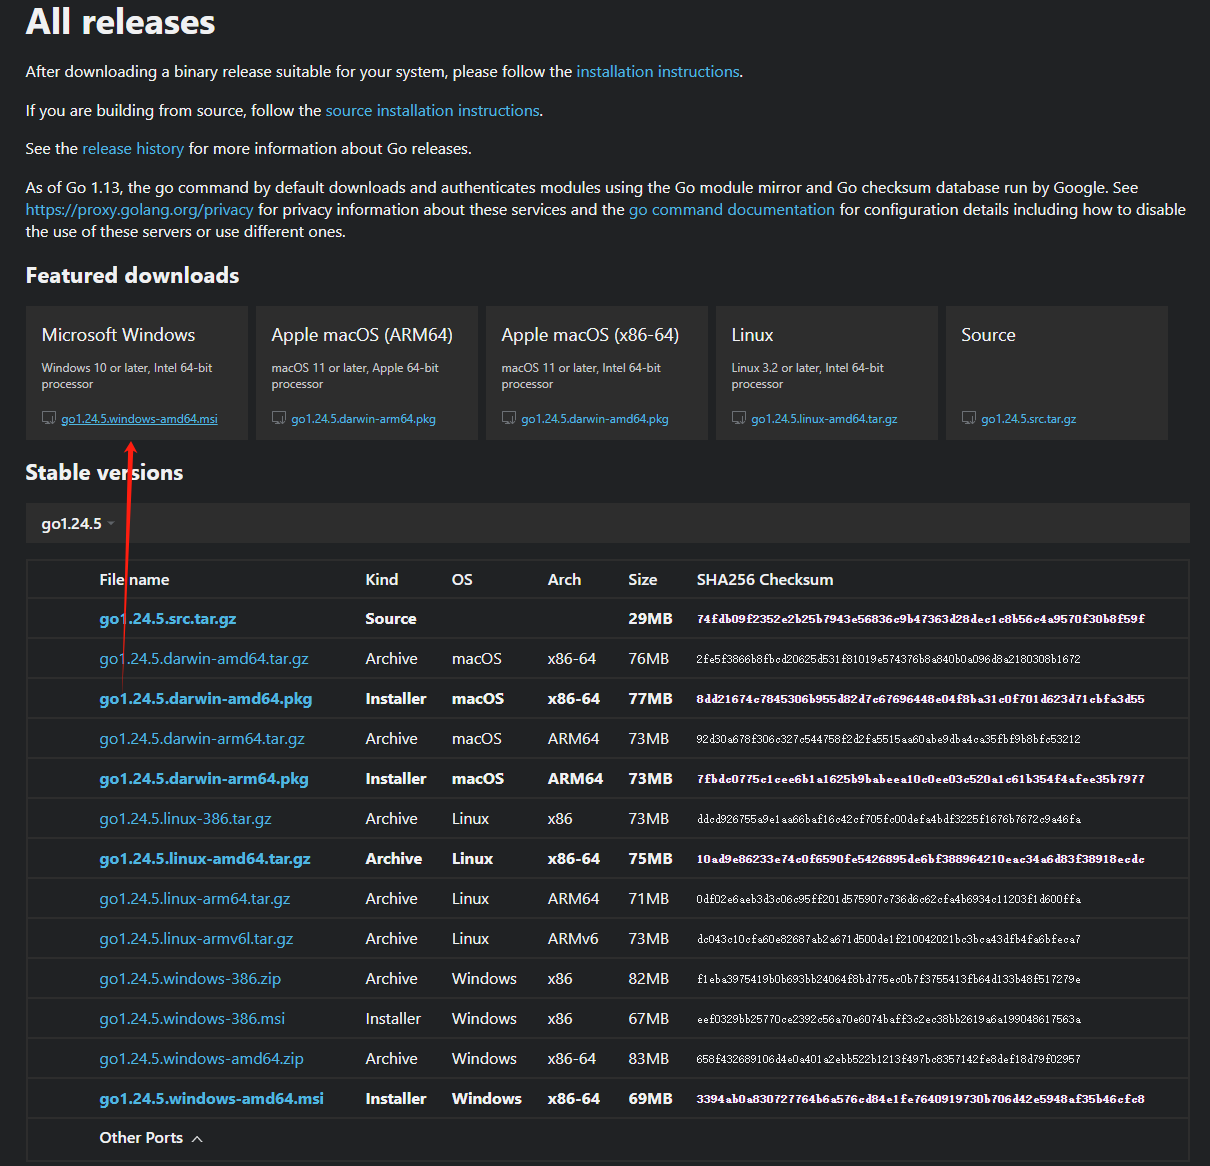 All releases
After downloading a binary release suitable for your system, please follow the installation instructions.
If you are building from source, follow the source installation instructions.
See the release history for more information about Go releases.
As of Go 1.13, the go command by default downloads and authenticates modules using the Go module mirror and Go checksum database run by Google. See
https://proxy.golang.org/privacy for privacy information about these services and the go command documentation for configuration details including how to disable
the use of these servers or use different ones.
Featured downloads
Microsoft Windows
Windows 10 or later, Intel 64-bit
processor
go1.24.5.windows-amd64.msi
Apple macOS (ARM64)
macOS 11 or later, Apple 64-bit
processor
go1.24.5.darwin-arm64.pkg
Apple macOS (x86-64)
macOS 11 or later, Intel 64-bit
processor
go1.24.5.darwin-amd64.pkg
Linux
Linux 3.2 or later, Intel 64-bit
processor
go1.24.5.linux-amd64.tar.gz
Source
go1.24.5.src.tar.gz
Stable versions
go1.24.5
File name Kind OS Arch Size SHA256 Checksum
go1.24.5.src.tar.gz Source 29MB 74fdb09f2352e2b25b7943e56836c9b47363d28dec1c8b56c4a9570f30b8f59f
go1.24.5.darwin-amd64.tar.gz Archive macOS x86-64 76MB 2fe5f3866b8fbcd20625d531f81019e574376b8a840b0a096d8a2180308b1672
go1.24.5.darwin-amd64.pkg Installer macOS x86-64 77MB 8dd21674c7845306b955d82d7c67696448e04f8ba31c0f701d623d71cbfa3d55
go1.24.5.darwin-arm64.tar.gz Archive macOS ARM64 73MB 92d30a678f306c327c544758f2d2fa5515aa60abe9dba4ca35fbf9b8bfc53212
go1.24.5.darwin-arm64.pkg Installer macOS ARM64 73MB 7fbdc0775c1cee6b1a1625b9babeea10c0ee03c520a1c61b354f4afee35b7977
go1.24.5.linux-386.tar.gz Archive Linux x86 73MB ddcd926755a9e1aa66baf16c42cf705fc00defa4bdf3225f1676b7672c9a46fa
go1.24.5.linux-amd64.tar.gz Archive Linux x86-64 75MB 10ad9e86233e74c0f6590fe5426895de6bf388964210eac34a6d83f38918ecdc
go1.24.5.linux-arm64.tar.gz Archive Linux ARM64 71MB 0df02e6aeb3d3c06c95ff201d575907c736d6c62cfa4b6934c11203f1d600ffa
go1.24.5.linux-armv6l.tar.gz Archive Linux ARMv6 73MB dc043c10cfa60e82687ab2a671d500de1f210042021bc3bca43dfb4fa6bfeca7
go1.24.5.windows-386.zip Archive Windows x86 82MB f1eba3975419b0b693bb24064f8bd775ec0b7f3755413fb64d133b48f517279e
go1.24.5.windows-386.msi Installer Windows x86 67MB eef0329bb25770ce2392c56a70e6074baff3c2ec38bb2619a6a199048617563a
go1.24.5.windows-amd64.zip Archive Windows x86-64 83MB 658f432689106d4e0a401a2ebb522b1213f497bc8357142fe8def18d79f02957
go1.24.5.windows-amd64.msi Installer Windows x86-64 69MB 3394ab0a830727764b6a576cd84e1fe7640919730b706d42e5948af35b46cfc8
Other Ports